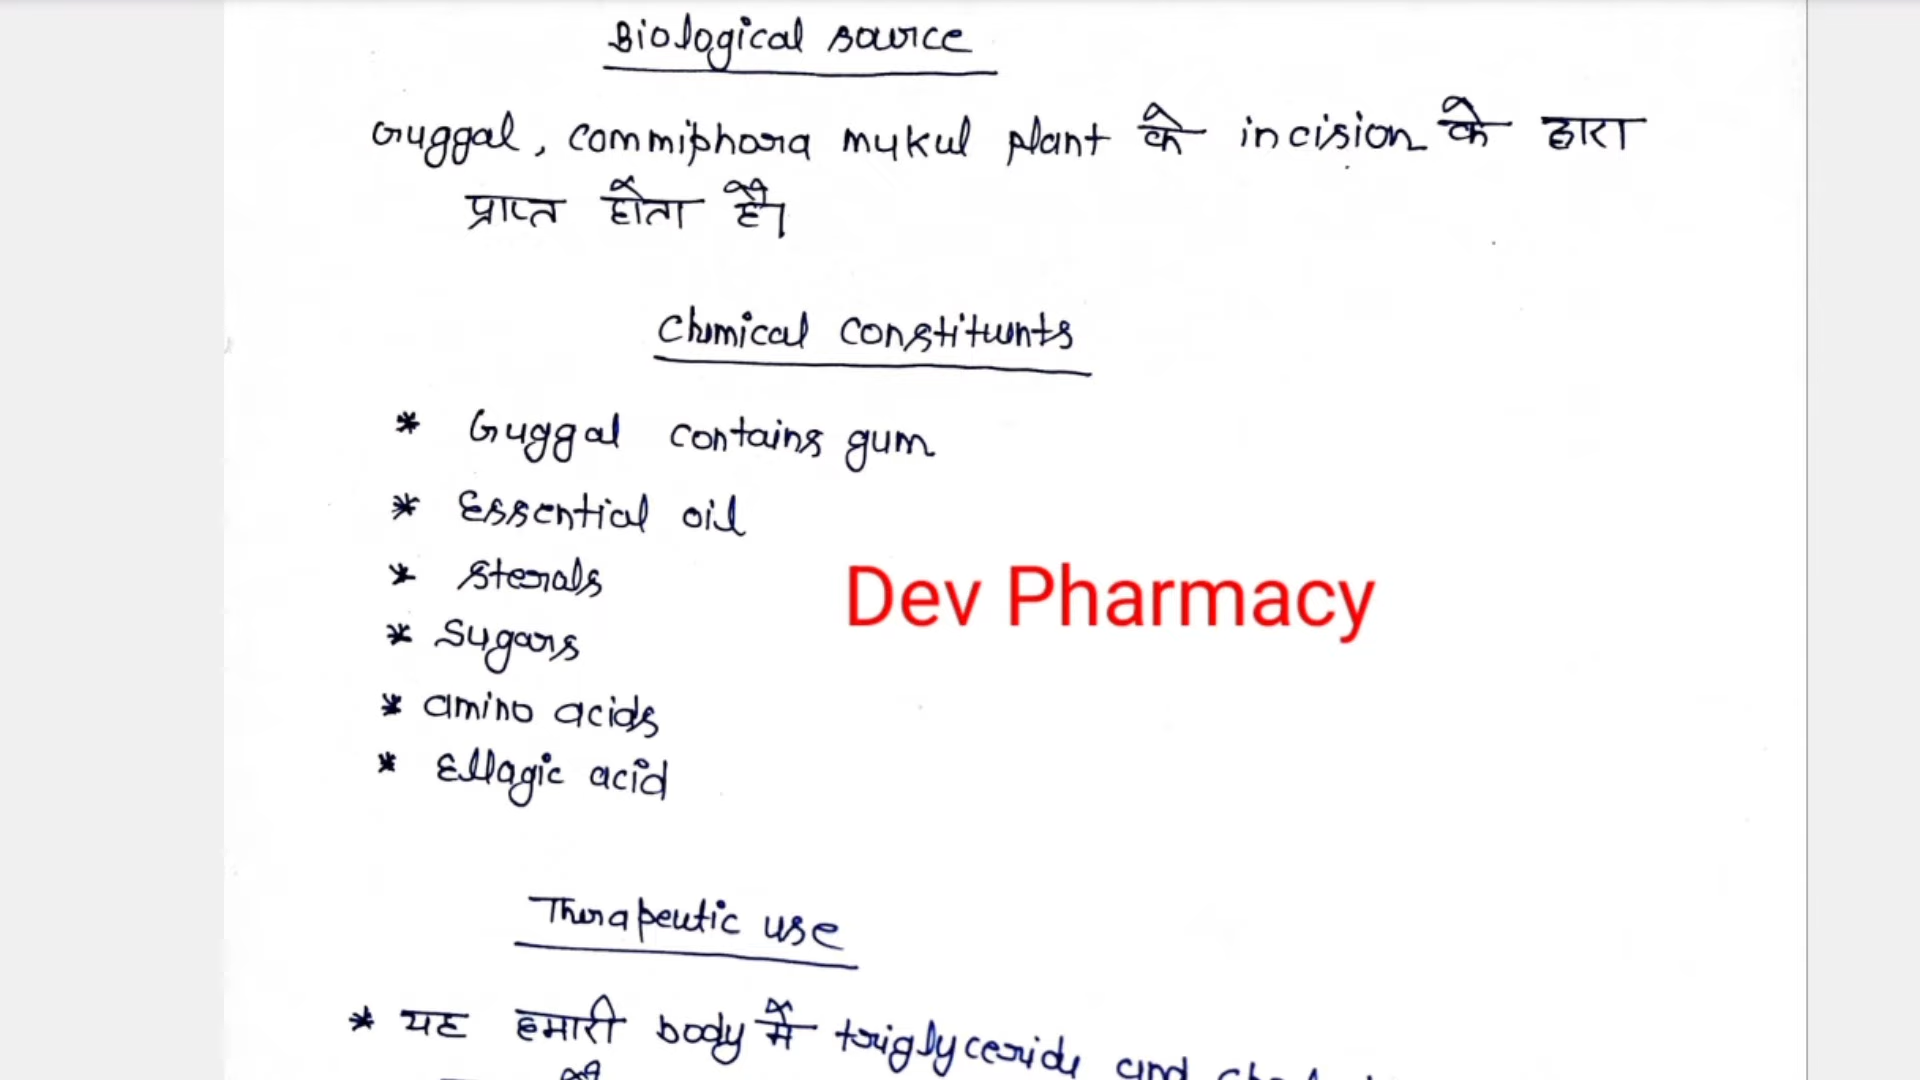 Biological source
Guggal, commiphora mukul plant के incision के द्वारा
प्राप्त होता है।
Chemical constituents
* Guggal contains gum
* Essential oil
* sterals
Dev Pharmacy
* Sugars
* amino acids
* Ellagic acid
Therapeutic use
* यह हमारी body में triglyceride and